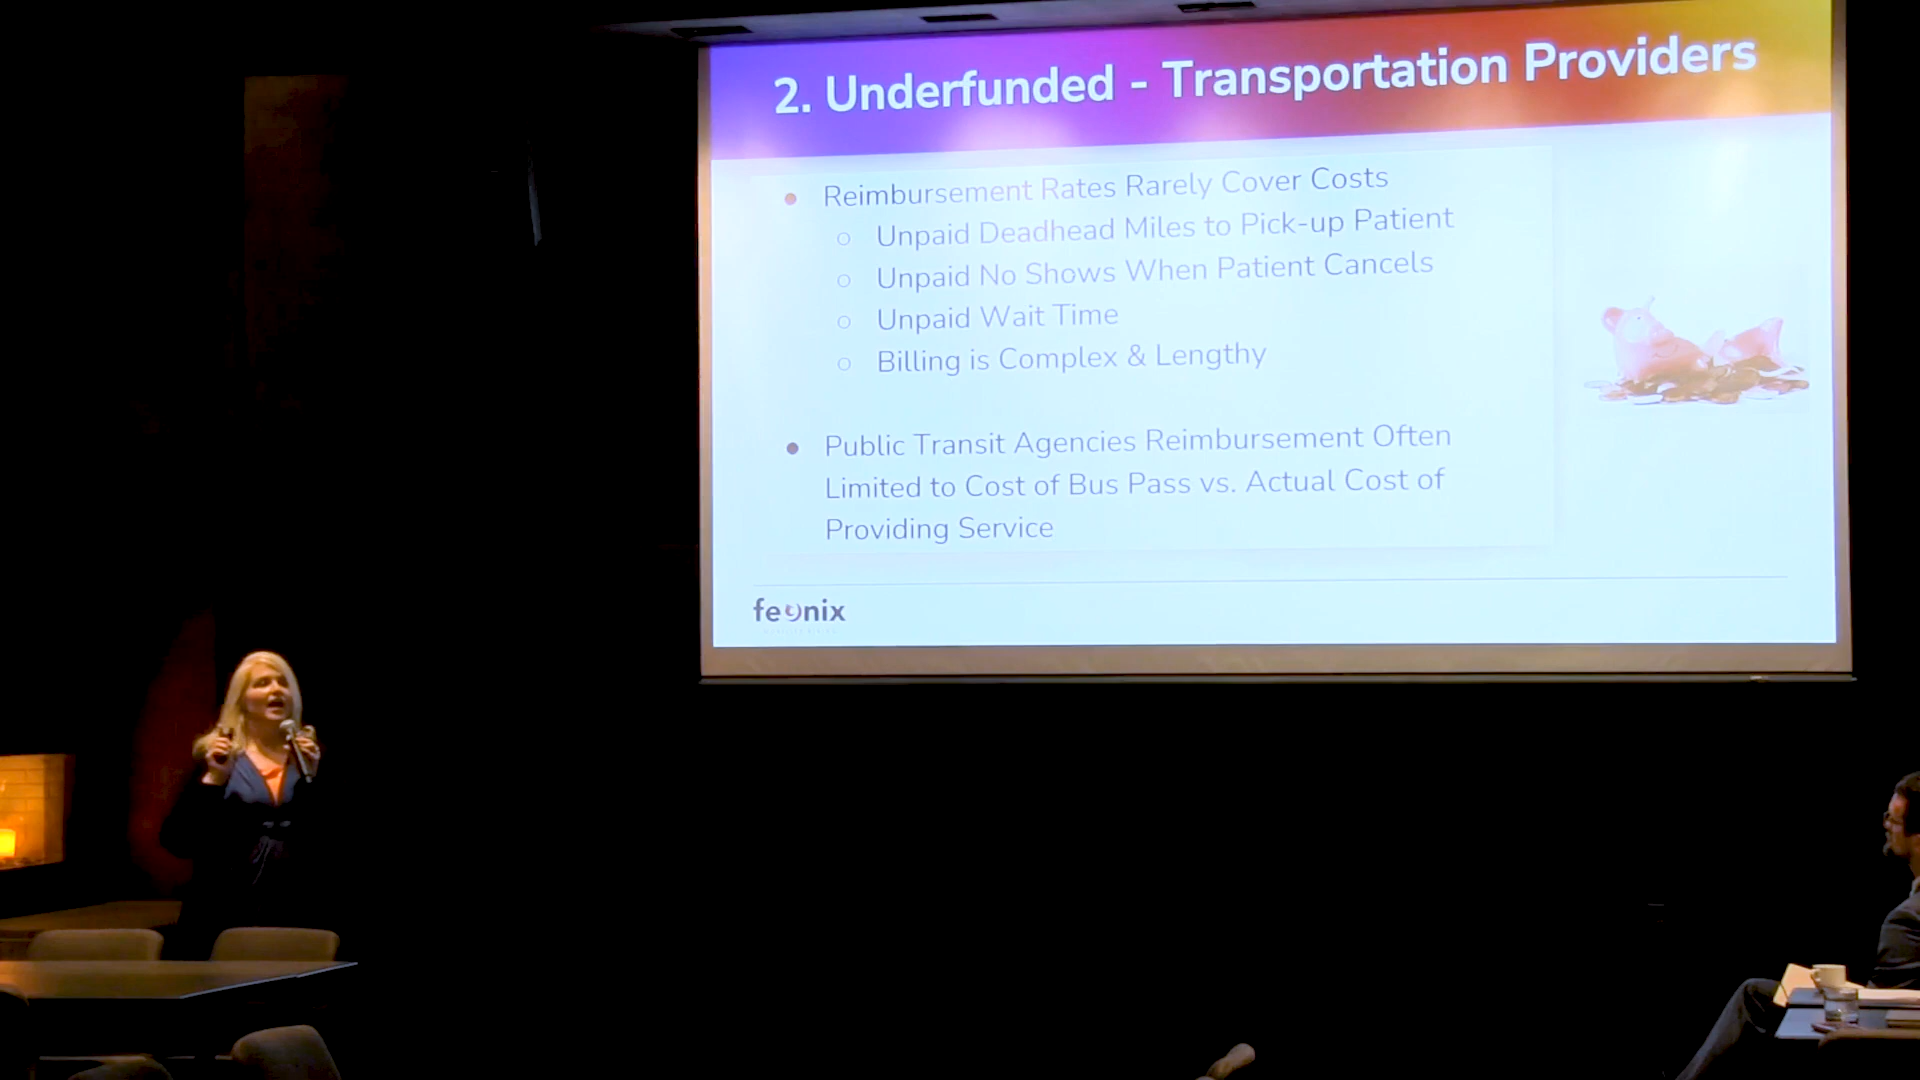 2. Underfunded - Transportation Providers
Reimbursement Rates Rarely Cover Costs
Unpaid Deadhead Miles to Pick-up Patient
Unpaid No Shows When Patient Cancels
Unpaid Wait Time
Billing is Complex & Lengthy
Public Transit Agencies Reimbursement Often
Limited to Cost of Bus Pass vs. Actual Cost of
Providing Service
feonix